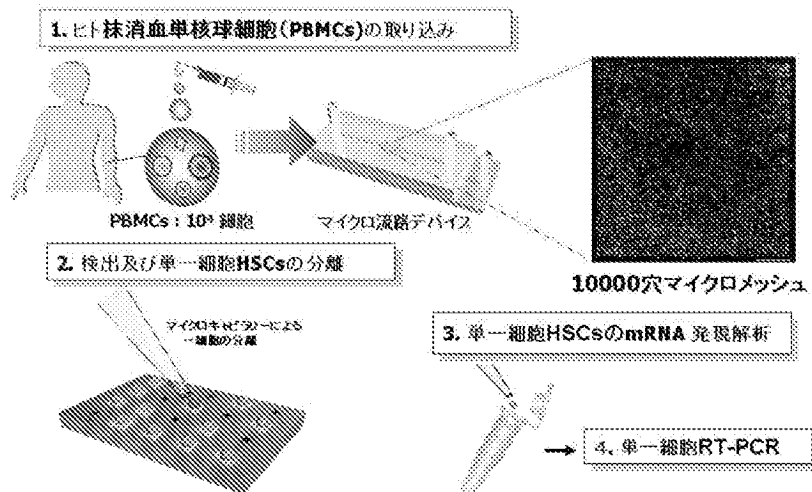 1. ヒト抹消血単核球細胞(PBMCs)の取り込み
PBMCs : 10⁵ 細胞
マイクロ流路デバイス
10000穴マイクロメッシュ
2. 検出及び単一細胞HSCsの分離
マイクロキャピラリーによる
一細胞の分離
3. 単一細胞HSCsのmRNA 発現解析
4. 単一細胞RT-PCR